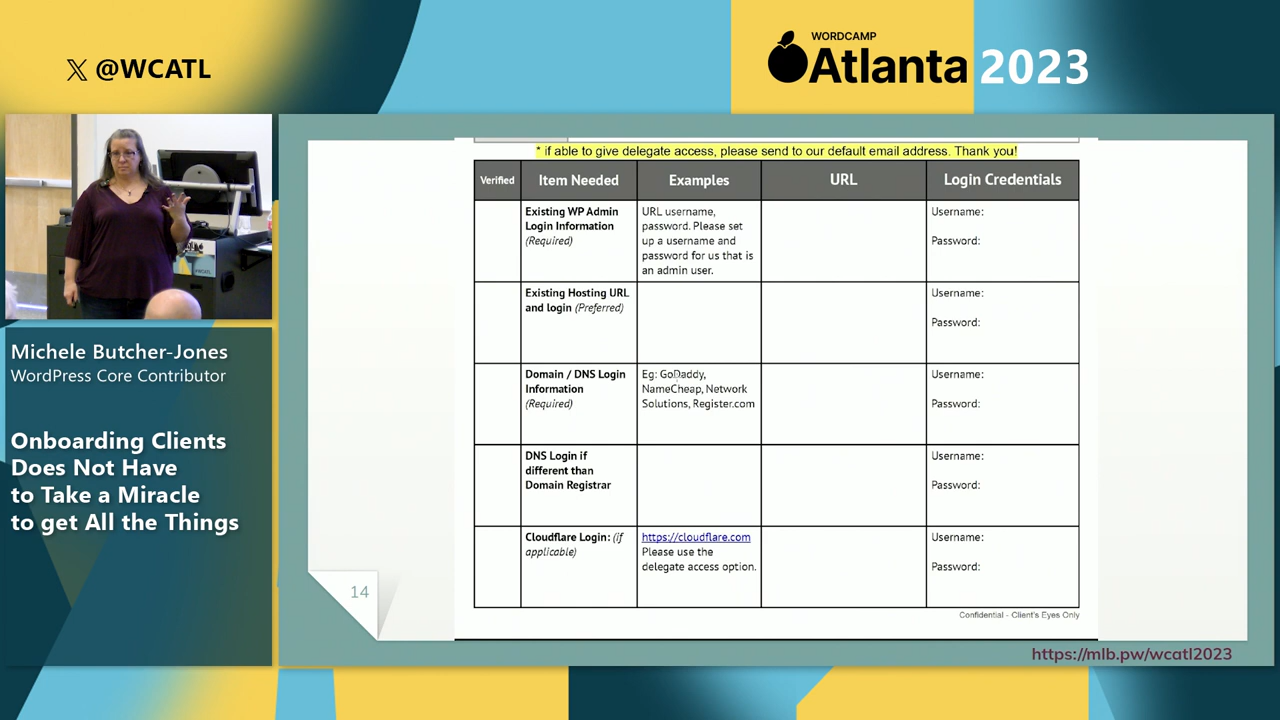 𝕏 @WCATL
WORDCAMP
Atlanta 2023
Michele Butcher-Jones
WordPress Core Contributor
Onboarding Clients
Does Not Have
to Take a Miracle
to get All the Things
* if able to give delegate access, please send to our default email address. Thank you!
Verified Item Needed Examples URL Login Credentials
Existing WP Admin
Login Information
(Required)
URL username,
password. Please set
up a username and
password for us that is
an admin user.
Username:
Password:
Existing Hosting URL
and login (Preferred)
Username:
Password:
Domain / DNS Login
Information
(Required)
Eg: GoDaddy,
NameCheap, Network
Solutions, Register.com
Username:
Password:
DNS Login if
different than
Domain Registrar
Username:
Password:
Cloudflare Login: (if
applicable)
https://cloudflare.com
Please use the
delegate access option.
Username:
Password:
Confidential - Client's Eyes Only
14
https://mlb.pw/wcatl2023